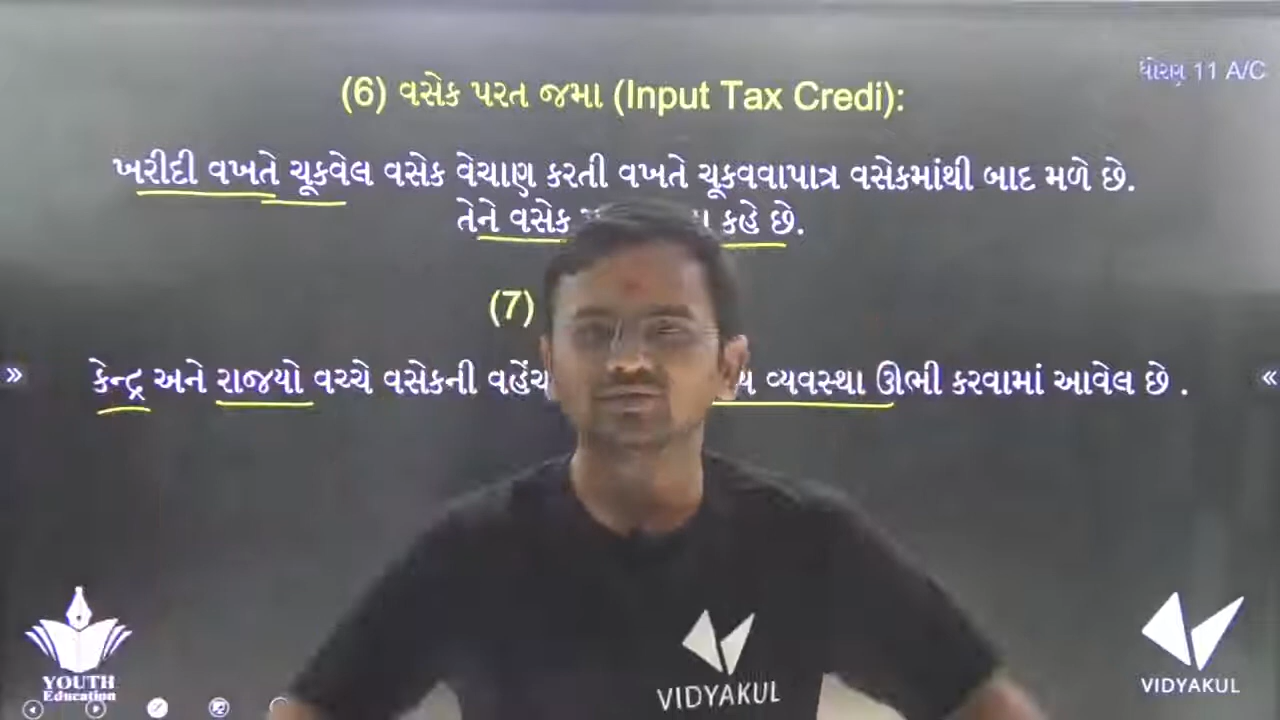 ધોરણ 11 A/C
(6) વસેક પરત જમા (Input Tax Credi):
ખરીદી વખતે ચૂકવેલ વસેક વેચાણ કરતી વખતે ચૂકવવાપાત્ર વસેકમાંથી બાદ મળે છે.
તેને વસેક કહે છે.
(7)
» કેન્દ્ર અને રાજયો વચ્ચે વસેકની વ્યવસ્થા ઊભી કરવામાં આવેલ છે . «
YOUTH
Education
VIDYAKUL
VIDYAKUL